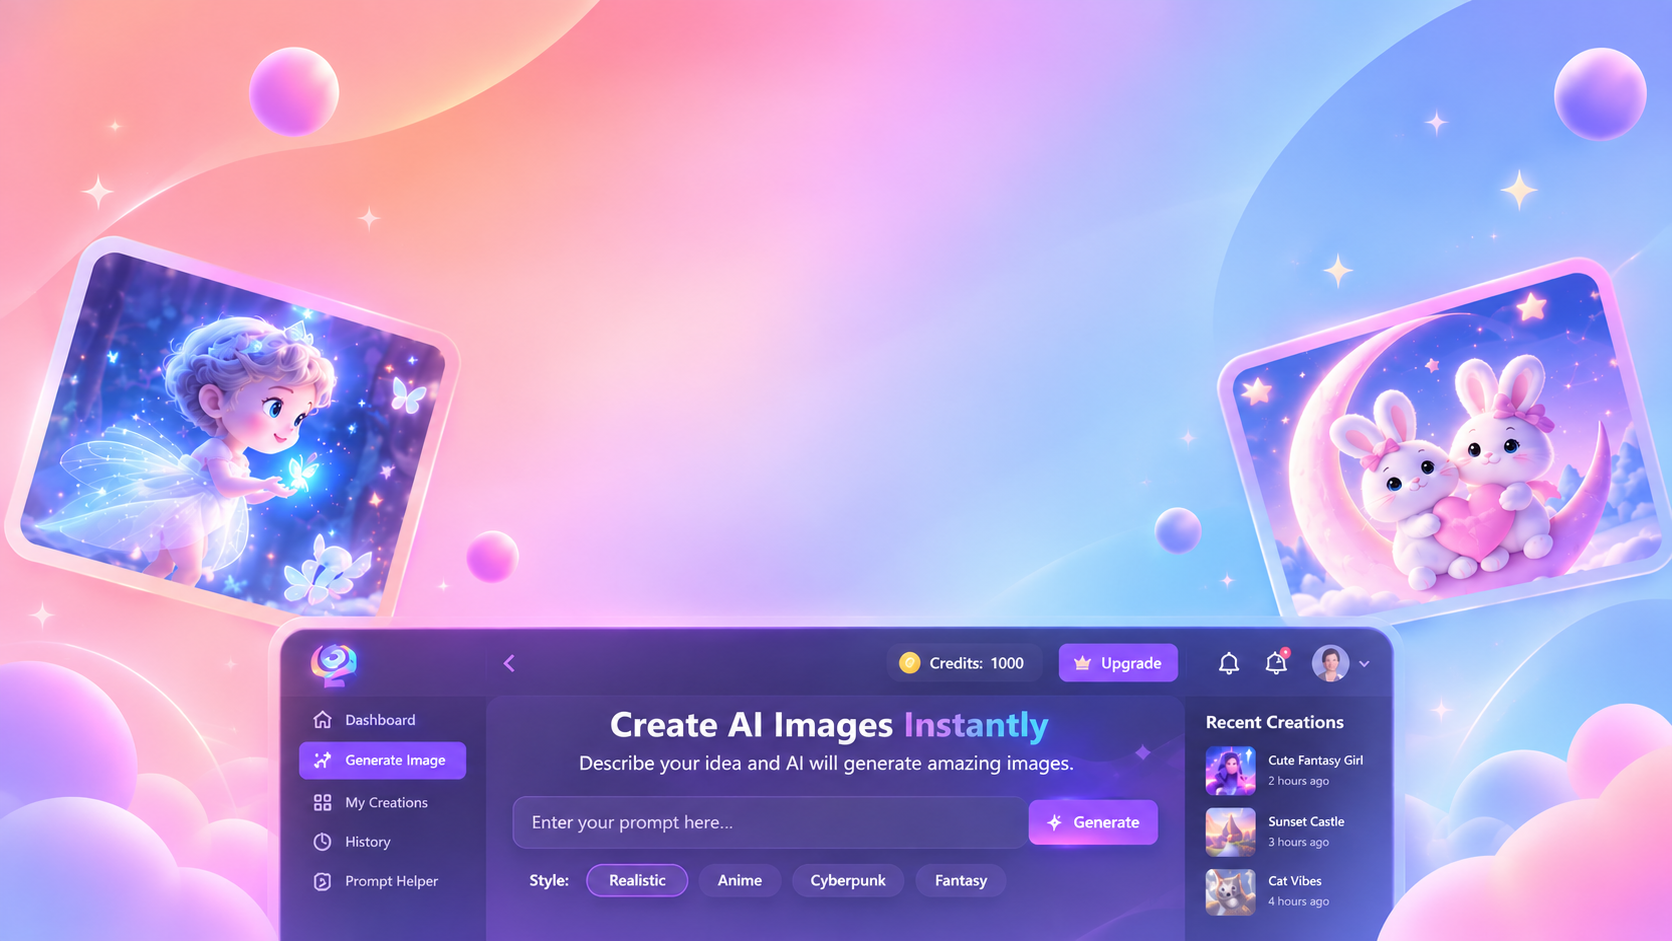 Credits: 1000
Upgrade
Dashboard
Generate Image
My Creations
History
Prompt Helper
Create AI Images Instantly
Describe your idea and AI will generate amazing images.
Enter your prompt here...
Generate
Style:
Realistic
Anime
Cyberpunk
Fantasy
Recent Creations
Cute Fantasy Girl
2 hours ago
Sunset Castle
3 hours ago
Cat Vibes
4 hours ago